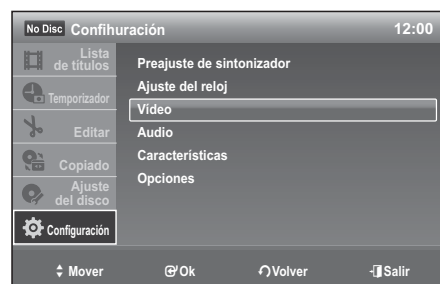 No Disc Confihuración 12:00
Lista
de títulos
Temporizador
Editar
Copiado
Ajuste
del disco
Configuración
Preajuste de sintonizador
Ajuste del reloj
Vídeo
Audio
Características
Opciones
Mover Ok Volver Salir